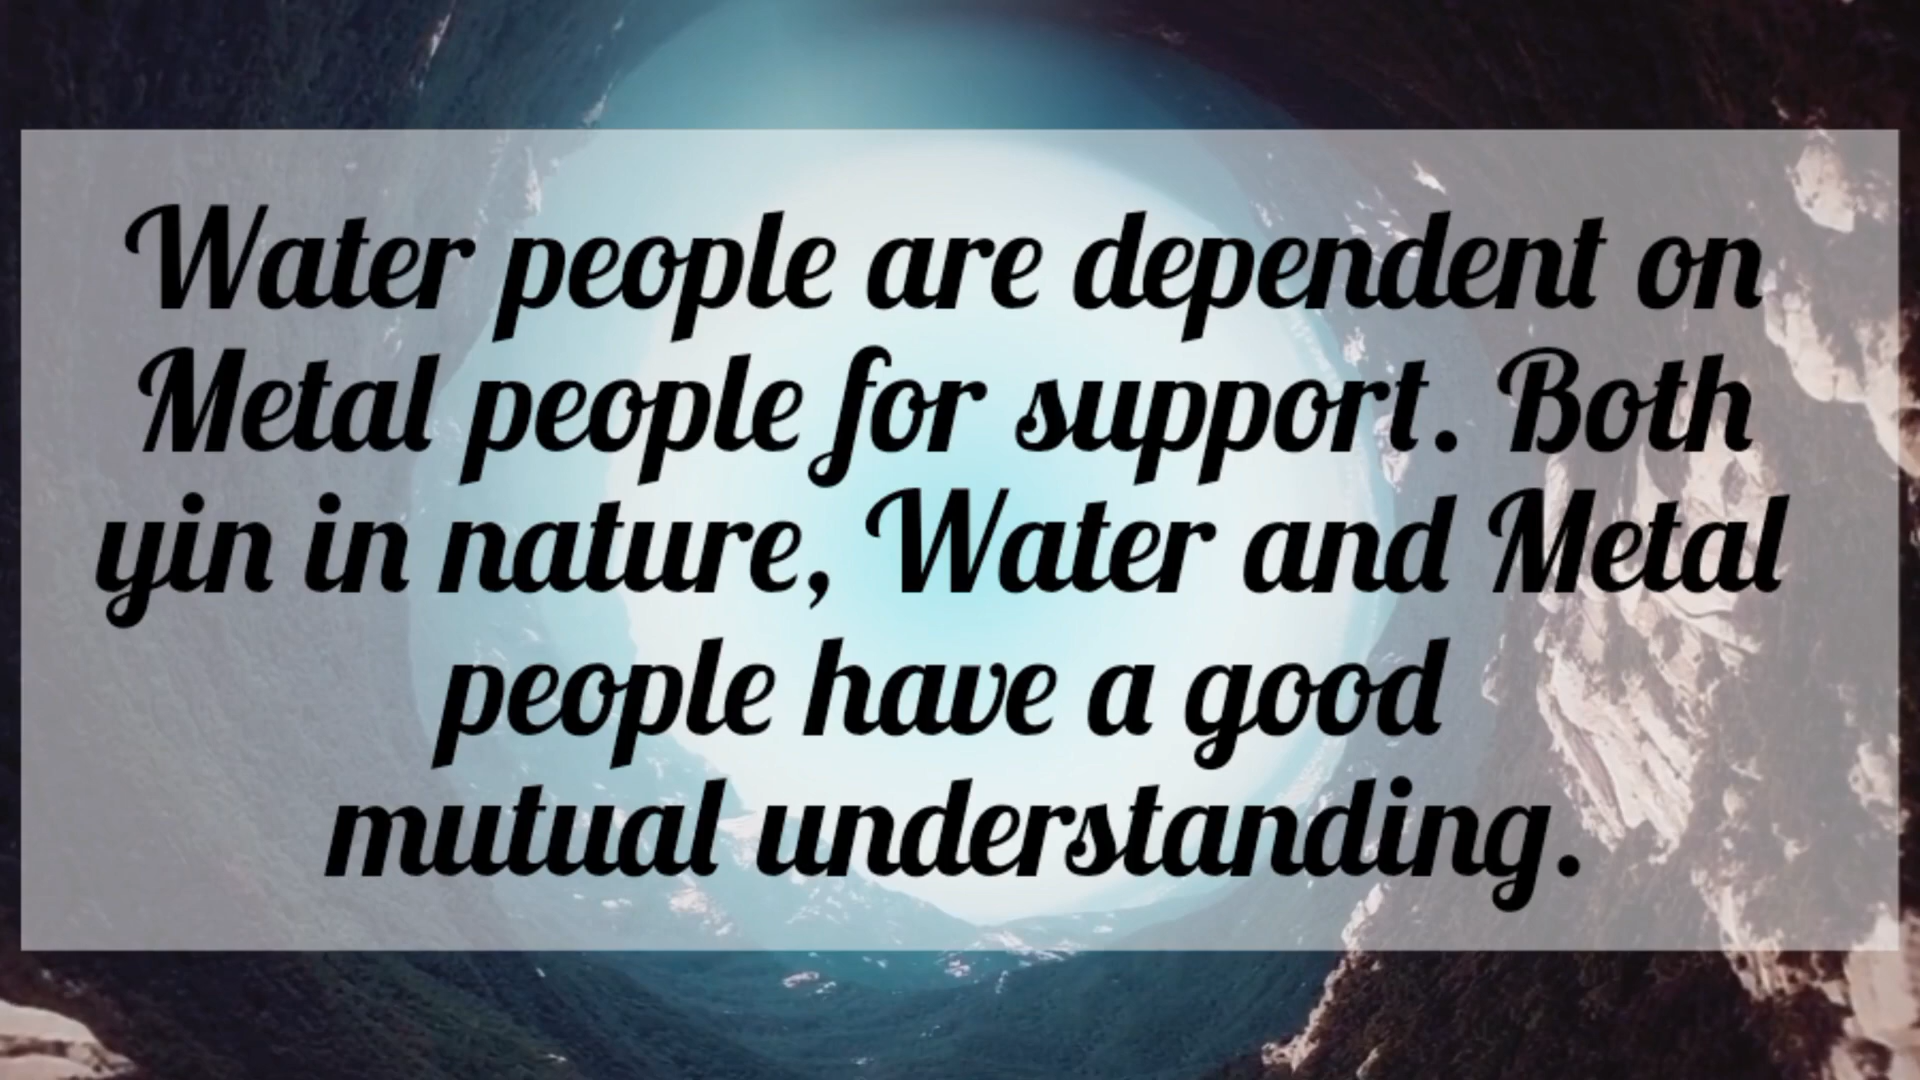 Water people are dependent on
Metal people for support. Both
yin in nature, Water and Metal
people have a good
mutual understanding.